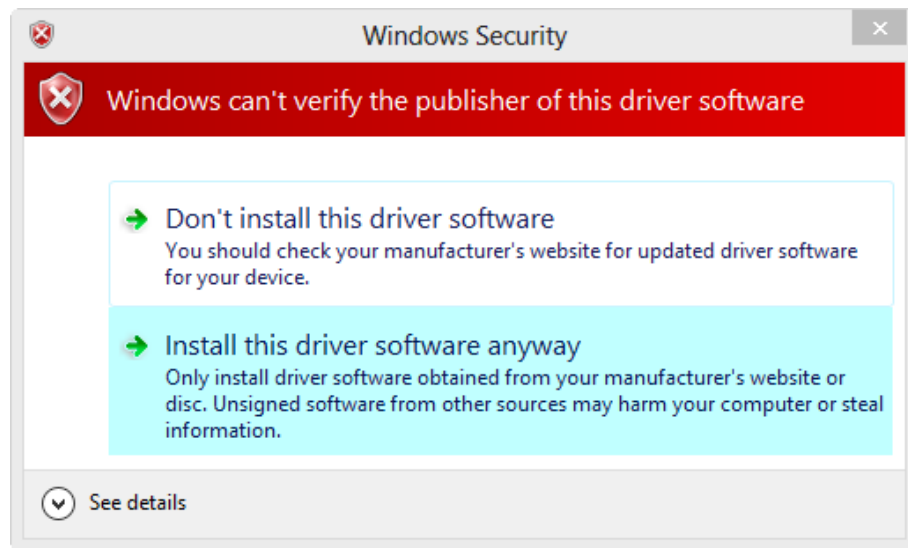 Windows Security
Windows can't verify the publisher of this driver software
Don't install this driver software
You should check your manufacturer's website for updated driver software
for your device.
Install this driver software anyway
Only install driver software obtained from your manufacturer's website or
disc. Unsigned software from other sources may harm your computer or steal
information.
See details